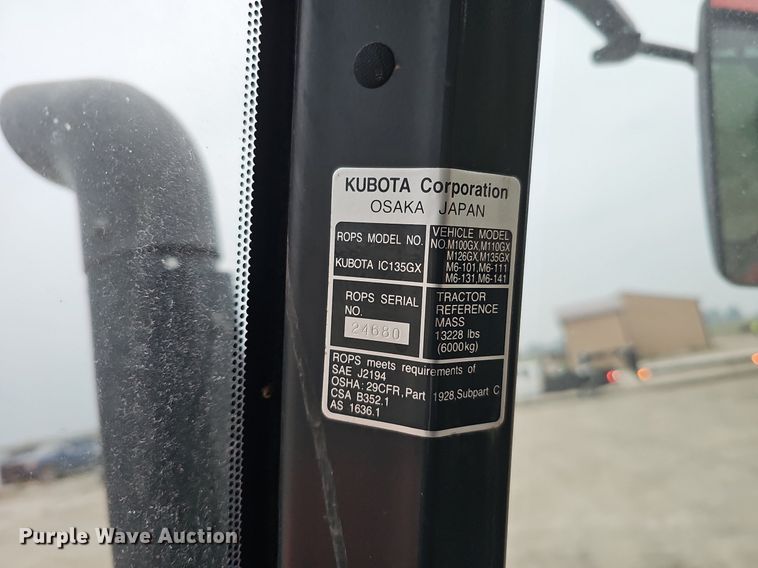 KUBOTA Corporation
OSAKA JAPAN
ROPS MODEL NO.
KUBOTA IC135GX
VEHICLE MODEL
NO.M100GX,M110GX
M126GX,M135GX
M6-101,M6-111
M6-131,M6-141
ROPS SERIAL
NO.
24680
TRACTOR
REFERENCE
MASS
13228 lbs
(6000kg)
ROPS meets requirements of
SAE J2194
OSHA: 29CFR,Part 1928,Subpart C
CSA B352.1
AS 1636.1
Purple Wave Auction